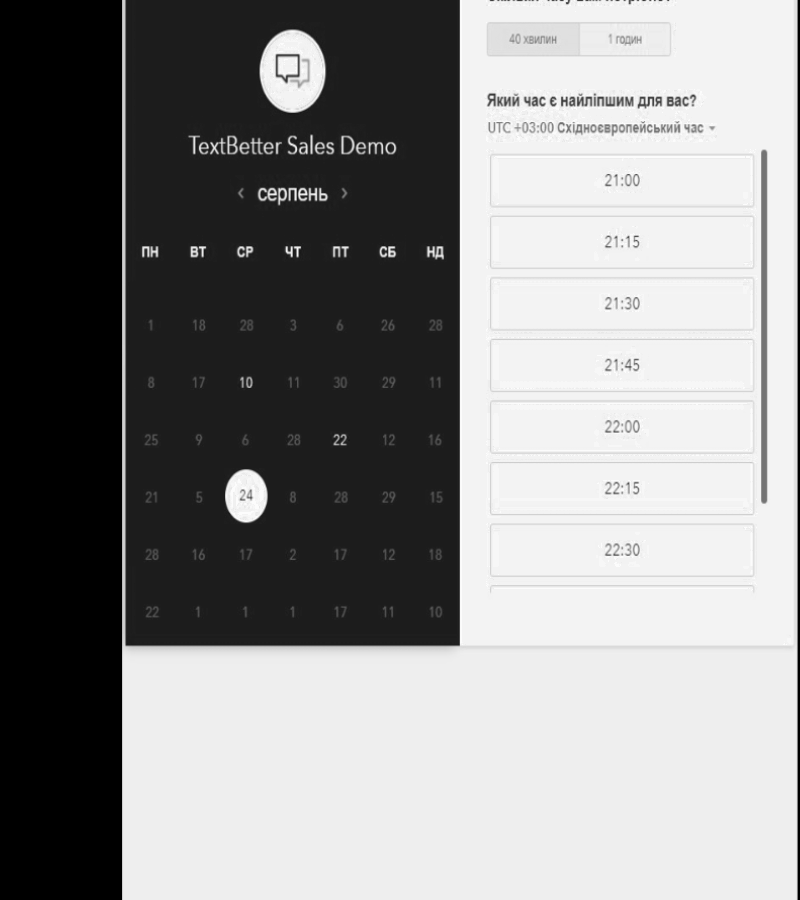 40 хвилин 1 годин
Який час є найліпшим для вас?
UTC +03:00 Східноєвропейський час
TextBetter Sales Demo
серпень
ПН ВТ СР ЧТ ПТ СБ НД
1 18 28 3 6 26 28
8 17 10 11 30 29 11
25 9 6 28 22 12 16
21 5 24 8 28 29 15
28 16 17 2 17 12 18
22 1 1 1 17 11 10
21:00
21:15
21:30
21:45
22:00
22:15
22:30